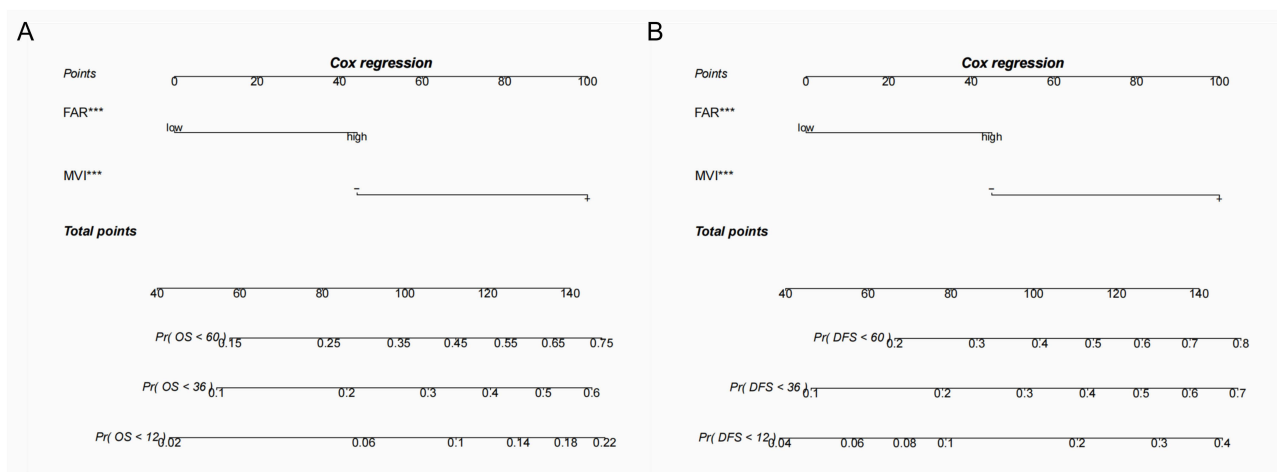 A
Cox regression
Points
0 20 40 60 80 100
FAR***
low
high
MVI***
–
+
Total points
40 60 80 100 120 140
Pr( OS < 60 )
0.15 0.25 0.35 0.45 0.55 0.65 0.75
Pr( OS < 36 )
0.1 0.2 0.3 0.4 0.5 0.6
Pr( OS < 12 )
0.02 0.06 0.1 0.14 0.18 0.22
B
Cox regression
Points
0 20 40 60 80 100
FAR***
low
high
MVI***
–
+
Total points
40 60 80 100 120 140
Pr( DFS < 60 )
0.2 0.3 0.4 0.5 0.6 0.7 0.8
Pr( DFS < 36 )
0.1 0.2 0.3 0.4 0.5 0.6 0.7
Pr( DFS < 12 )
0.04 0.06 0.08 0.1 0.2 0.3 0.4